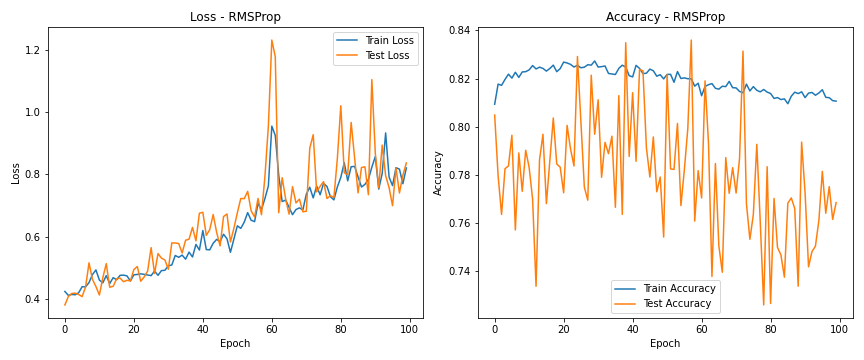 Loss - RMSProp
Train Loss
Test Loss
1.2
1.0
0.8
0.6
0.4
Loss
0
20
40
60
80
100
Epoch
Accuracy - RMSProp
0.84
0.82
0.80
0.78
0.76
0.74
Accuracy
Train Accuracy
Test Accuracy
0
20
40
60
80
100
Epoch